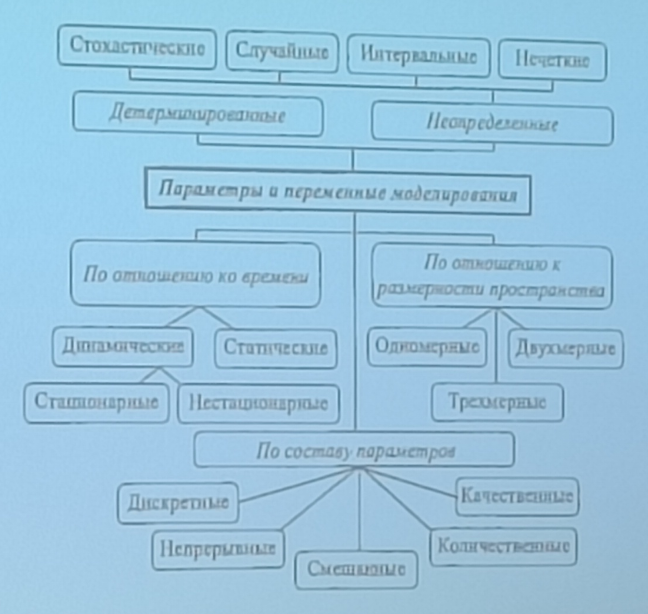 Стохастические
Случайные
Интервальные
Нечеткие
Детерминированные
Неопределенные
Параметры и переменные моделирования
По отношению ко времени
По отношению к
размерности пространства
Динамические
Статические
Одномерные
Двухмерные
Стационарные
Нестационарные
Трехмерные
По составу параметров
Дискретные
Качественные
Непрерывные
Количественные
Смешанные